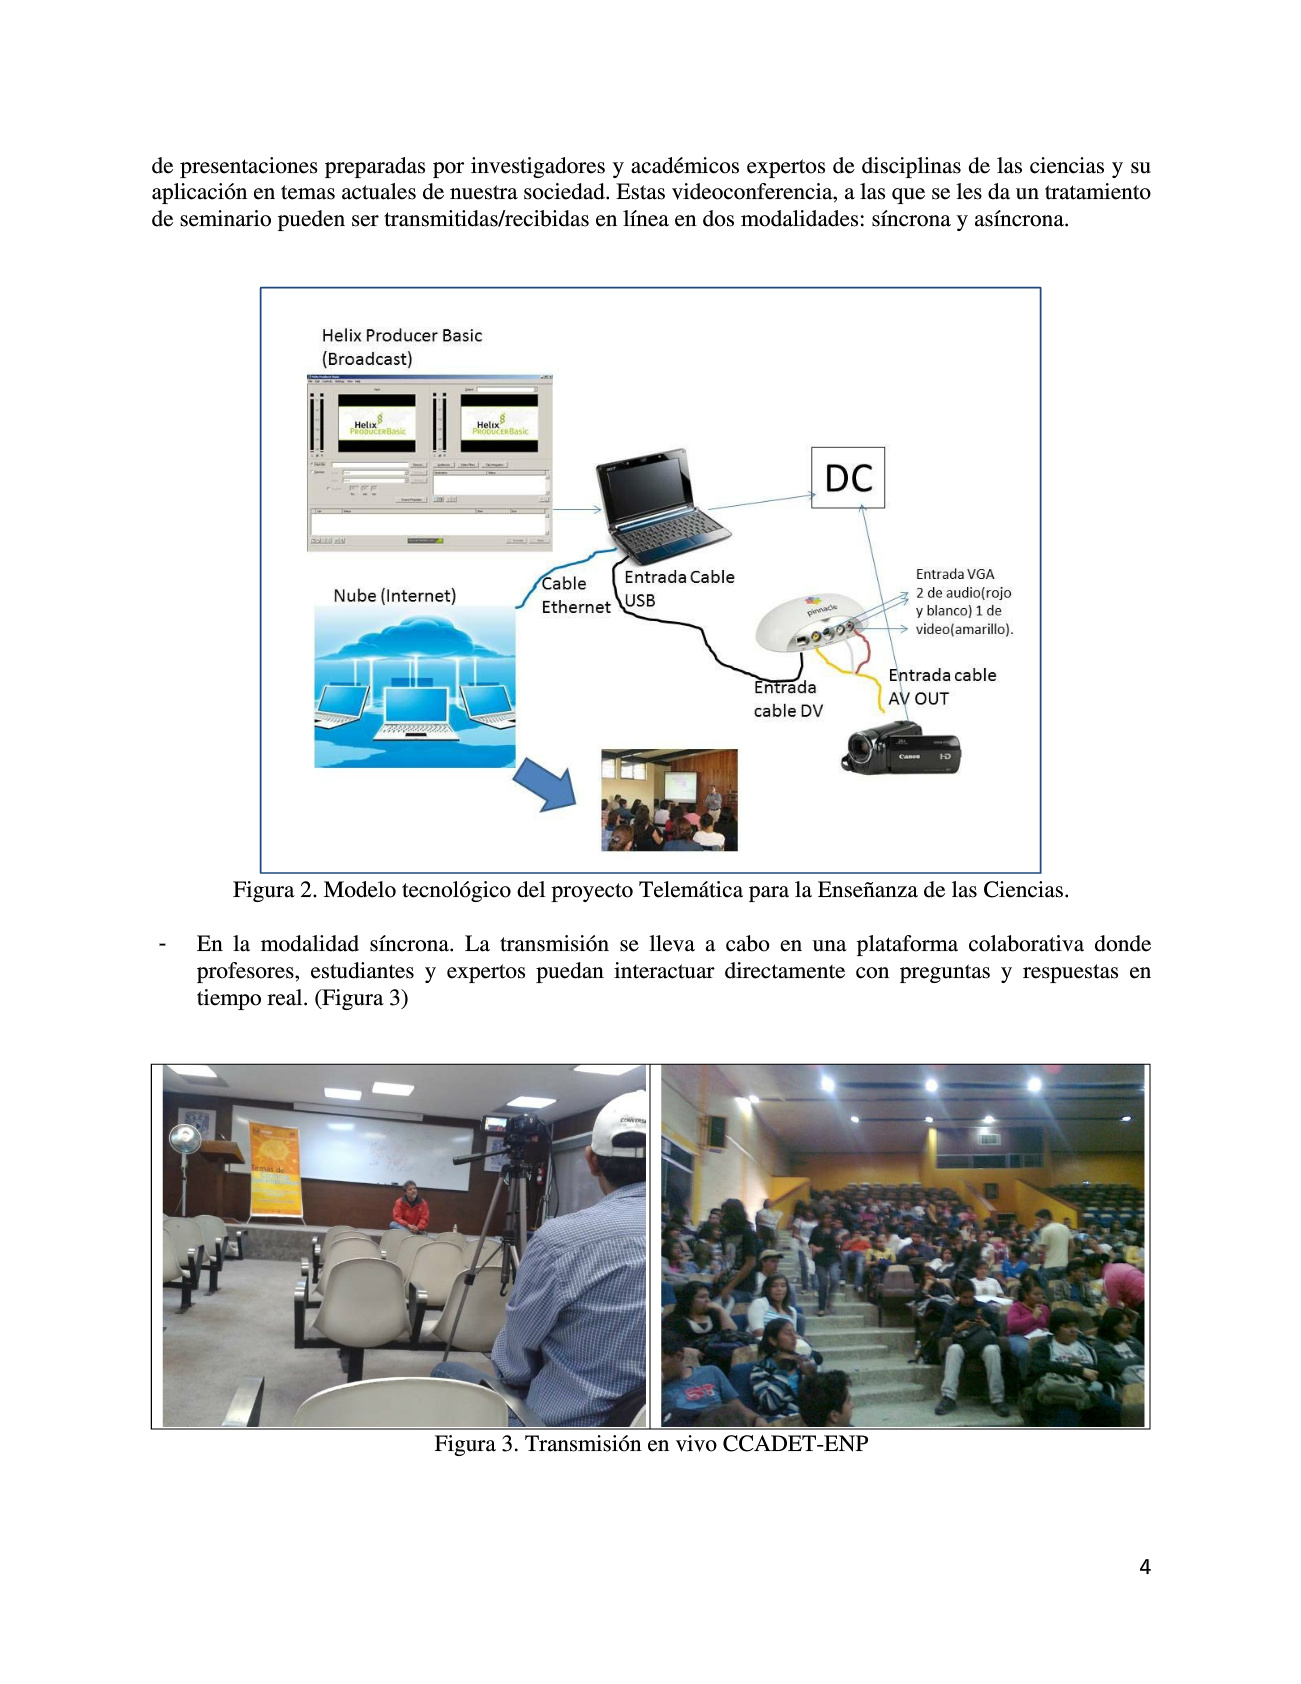 de presentaciones preparadas por investigadores y académicos expertos de disciplinas de las ciencias y su
aplicación en temas actuales de nuestra sociedad. Estas videoconferencia, a las que se les da un tratamiento
de seminario pueden ser transmitidas/recibidas en línea en dos modalidades: síncrona y asíncrona.
Helix Producer Basic
(Broadcast)
Helix
PRODUCERBasic
Helix
PRODUCERBasic
DC
Cable
Ethernet
Entrada Cable
USB
Nube (Internet)
Entrada VGA
2 de audio(rojo
y blanco) 1 de
video(amarillo).
pinnacle
Entrada
cable DV
Entrada cable
AV OUT
Canon
HD
Figura 2. Modelo tecnológico del proyecto Telemática para la Enseñanza de las Ciencias.
- En la modalidad síncrona. La transmisión se lleva a cabo en una plataforma colaborativa donde
profesores, estudiantes y expertos puedan interactuar directamente con preguntas y respuestas en
tiempo real. (Figura 3)
Temas de
CONVERSE
Figura 3. Transmisión en vivo CCADET-ENP
4